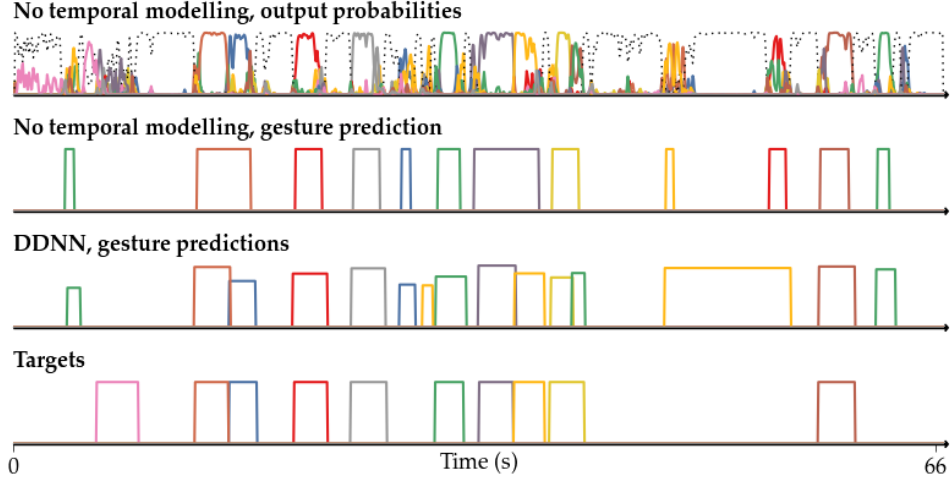 No temporal modelling, output probabilities
No temporal modelling, gesture prediction
DDNN, gesture predictions
Targets
0 Time (s) 66